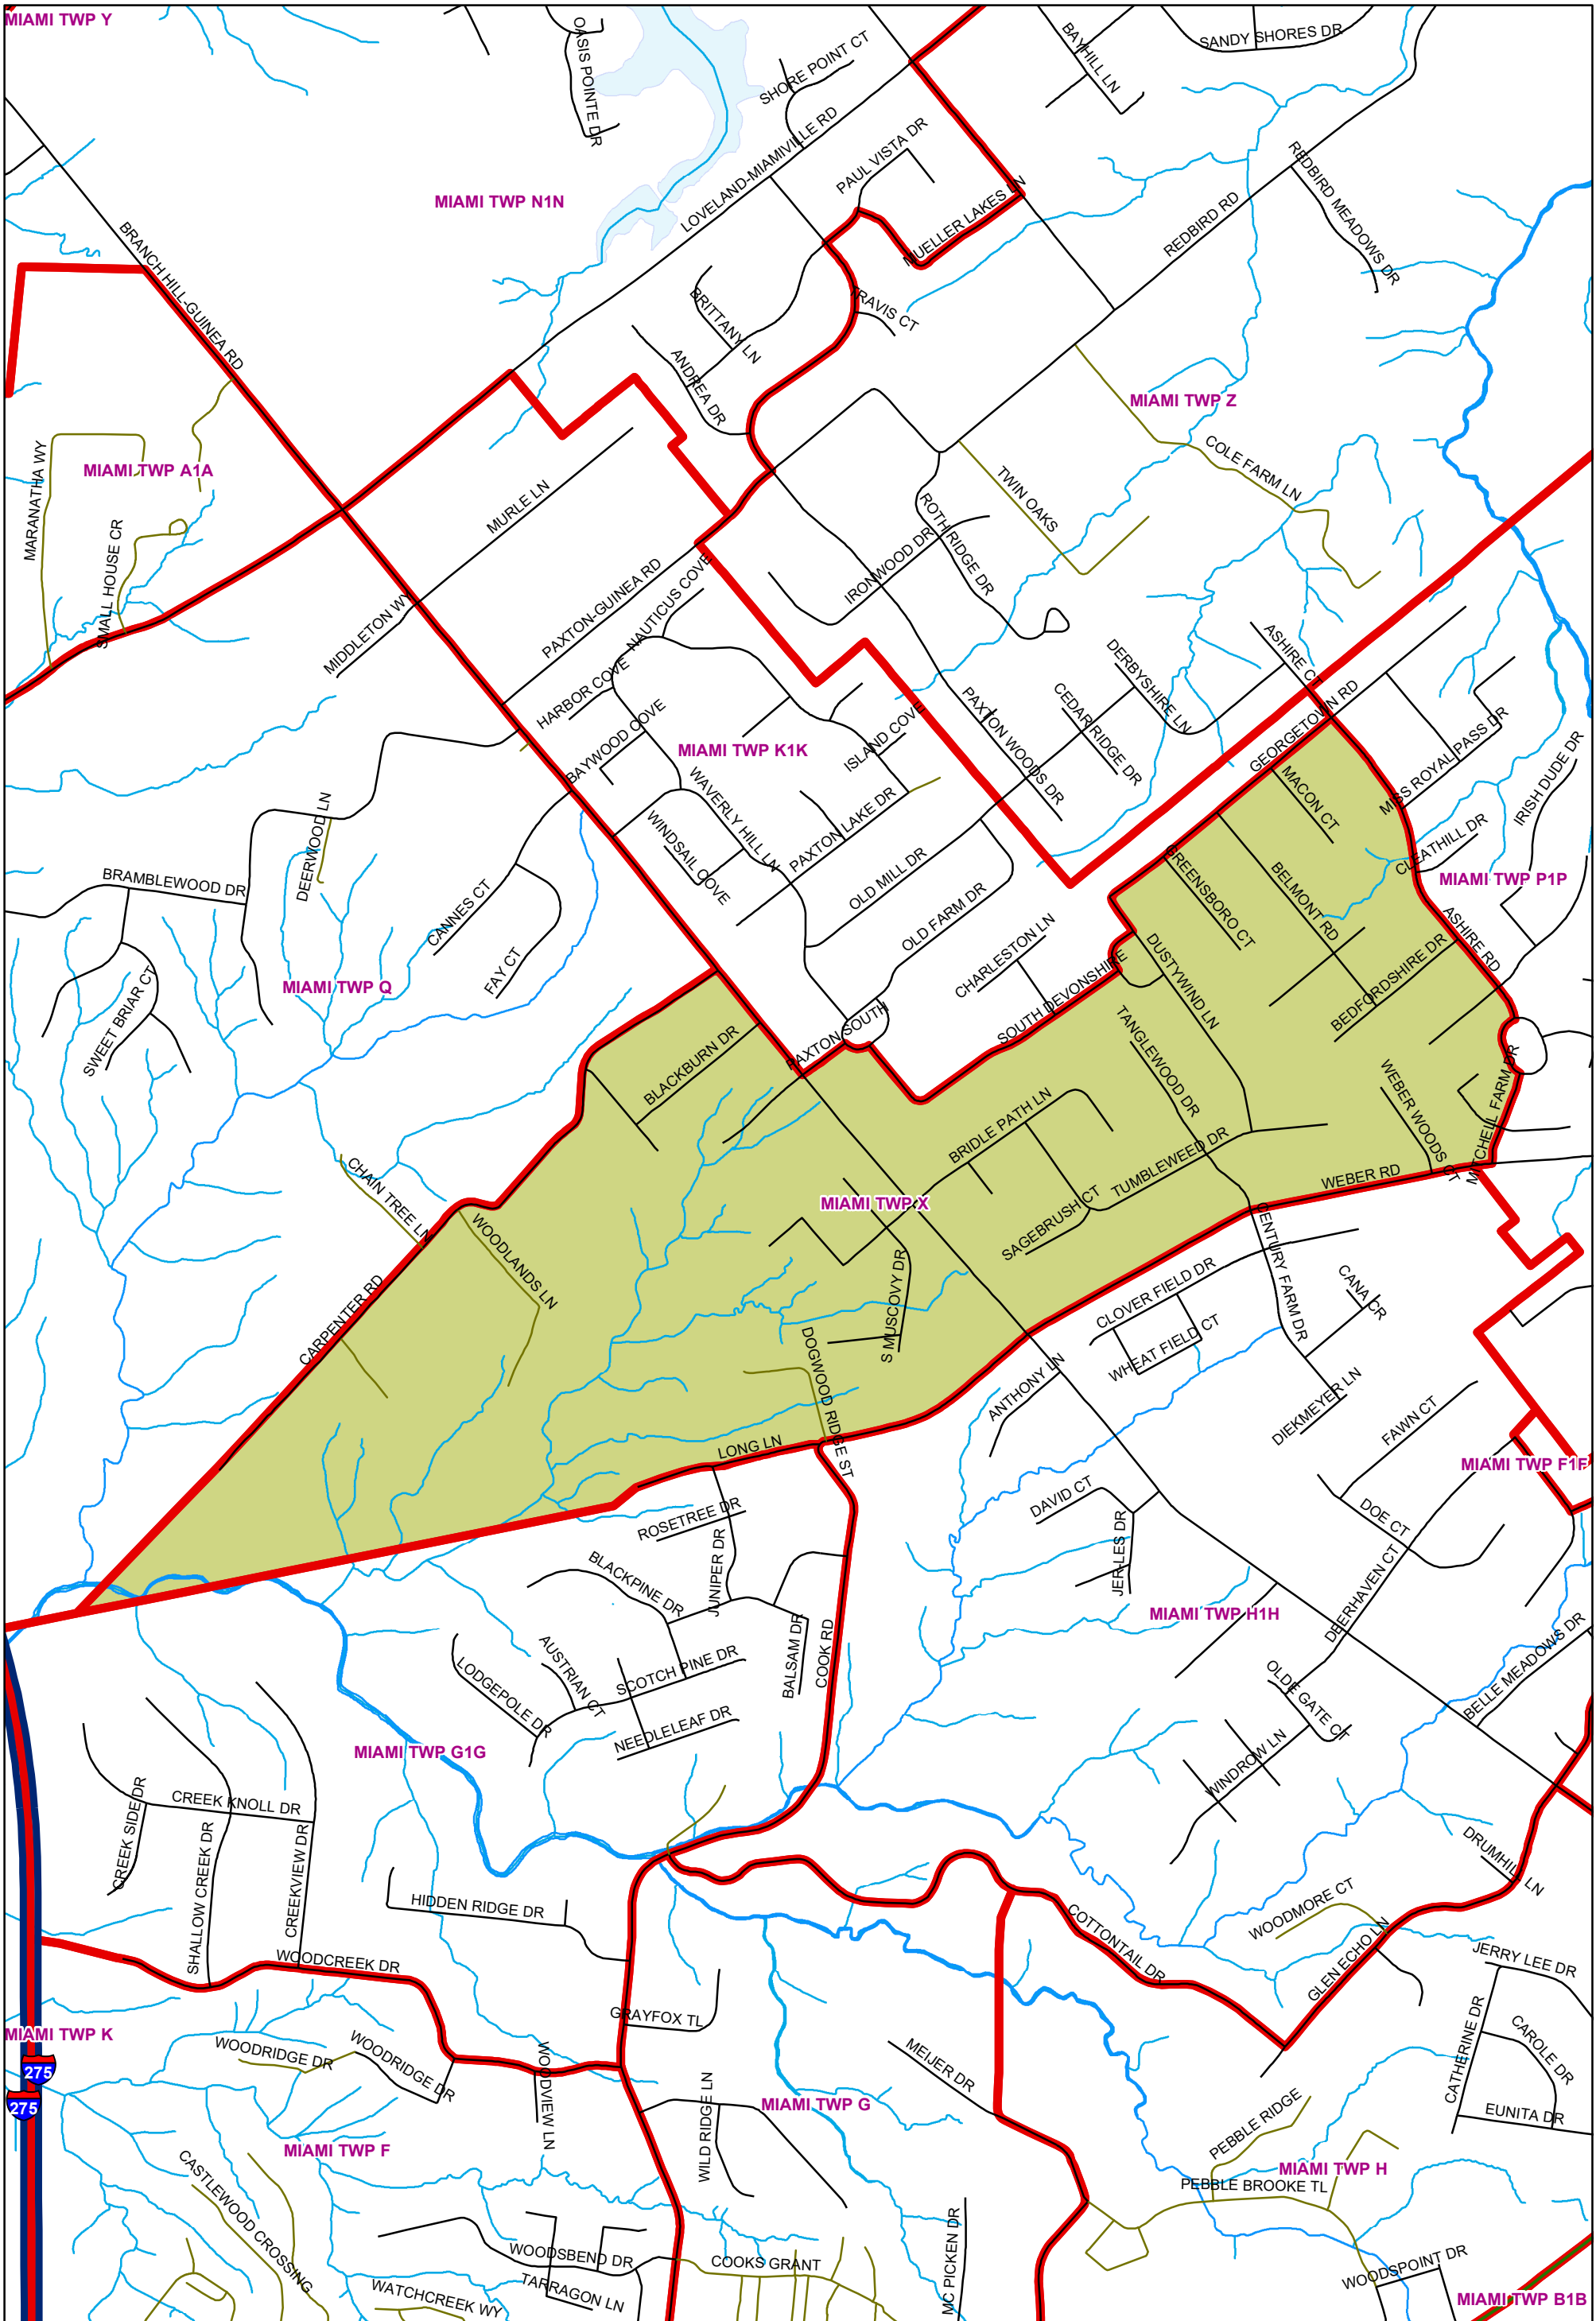 MIAMI TWP Y
OASIS POINTE DR
SHORE POINT CT
BAYHILL LN
SANDY SHORES DR
LOVELAND-MIAMIVILLE RD
PAUL VISTA DR
REDBIRD MEADOWS DR
MIAMI TWP N1N
MUELLER LAKES LN
REDBIRD RD
BRANCH HILL-GUINEA RD
BRITTANY LN
TRAVIS CT
ANDREA DR
MIAMI TWP Z
MIAMI TWP A1A
MARANATHA WY
SMALL HOUSE CR
MURLE LN
COLE FARM LN
TWIN OAKS
ROTHRIDGE DR
IRONWOOD DR
MIDDLETON WY
PAXTON-GUINEA RD
NAUTICUS COVE
HARBOR COVE
BAYWOOD COVE
ASHIRE CT
DERBYSHIRE LN
CEDAR RIDGE DR
PAXTON WOODS DR
ISLAND COVE
MIAMI TWP K1K
GEORGETOWN RD
MACON CT
MISS ROYAL PASS DR
IRISH DUDE DR
WAVERLY HILL LN
WINDSAIL COVE
PAXTON LAKE DR
OLD MILL DR
OLD FARM DR
DEERWOOD LN
BRAMBLEWOOD DR
CANNES CT
FAY CT
GREENSBORO CT
BELMONT RD
CLEATHILL DR
MIAMI TWP P1P
ASHIRE RD
CHARLESTON LN
SOUTH DEVONSHIRE
DUSTYWIND LN
BEDFORDSHIRE DR
MIAMI TWP Q
SWEET BRIAR CT
BLACKBURN DR
PAXTON SOUTH
TANGLEWOOD DR
WEBER WOODS CT
MITCHELL FARM DR
BRIDLE PATH LN
TUMBLEWEED DR
SAGEBRUSH CT
WEBER RD
CHAIN TREE LN
WOODLANDS LN
MIAMI TWP X
CARPENTER RD
S MUSCOVY DR
DOGWOOD RIDGE ST
CENTURY FARM DR
CLOVER FIELD DR
CANA CR
WHEAT FIELD CT
ANTHONY LN
DIEKMEYER LN
FAWN CT
LONG LN
MIAMI TWP F1F
DOE CT
ROSETREE DR
DAVID CT
JER-LES DR
JUNIPER DR
BLACKPINE DR
DEERHAVEN CT
MIAMI TWP H1H
COOK RD
BALSAM DR
AUSTRIAN CT
SCOTCH PINE DR
LODGEPOLE DR
NEEDLELEAF DR
OLDE GATE CT
BELLE MEADOWS DR
WINDROW LN
MIAMI TWP G1G
CREEK SIDE DR
CREEK KNOLL DR
SHALLOW CREEK DR
CREEKVIEW DR
HIDDEN RIDGE DR
DRUMHILL LN
WOODMORE CT
COTTONTAIL DR
GLEN ECHO LN
JERRY LEE DR
WOODCREEK DR
GRAYFOX TL
MIAMI TWP K
275
275
WOODRIDGE DR
WOODRIDGE DR
WOODVIEW LN
MEIJER DR
CATHERINE DR
CAROLE DR
EUNITA DR
MIAMI TWP G
WILD RIDGE LN
PEBBLE RIDGE
MIAMI TWP H
PEBBLE BROOKE TL
MIAMI TWP F
CASTLEWOOD CROSSING
WOODSBEND DR
TARRAGON LN
COOKS GRANT
MC PICKEN DR
WATCHCREEK WY
WOODSPOINT DR
MIAMI TWP B1B